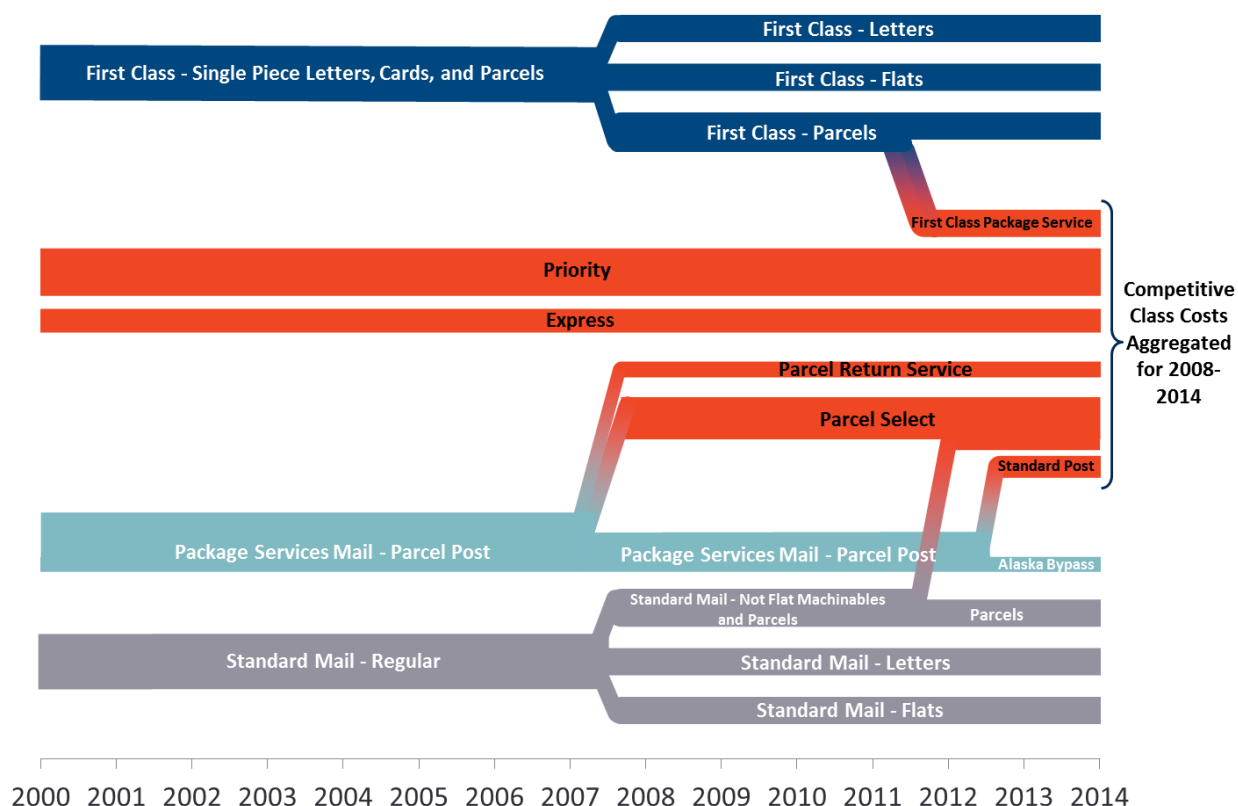 First Class - Letters
First Class - Single Piece Letters, Cards, and Parcels
First Class - Flats
First Class - Parcels
First Class Package Service
Priority
Express
Competitive
Class Costs
Aggregated
for 2008-
2014
Parcel Return Service
Parcel Select
Standard Post
Package Services Mail - Parcel Post
Package Services Mail - Parcel Post
Alaska Bypass
Standard Mail - Not Flat Machinables
and Parcels
Parcels
Standard Mail - Regular
Standard Mail - Letters
Standard Mail - Flats
2000 2001 2002 2003 2004 2005 2006 2007 2008 2009 2010 2011 2012 2013 2014